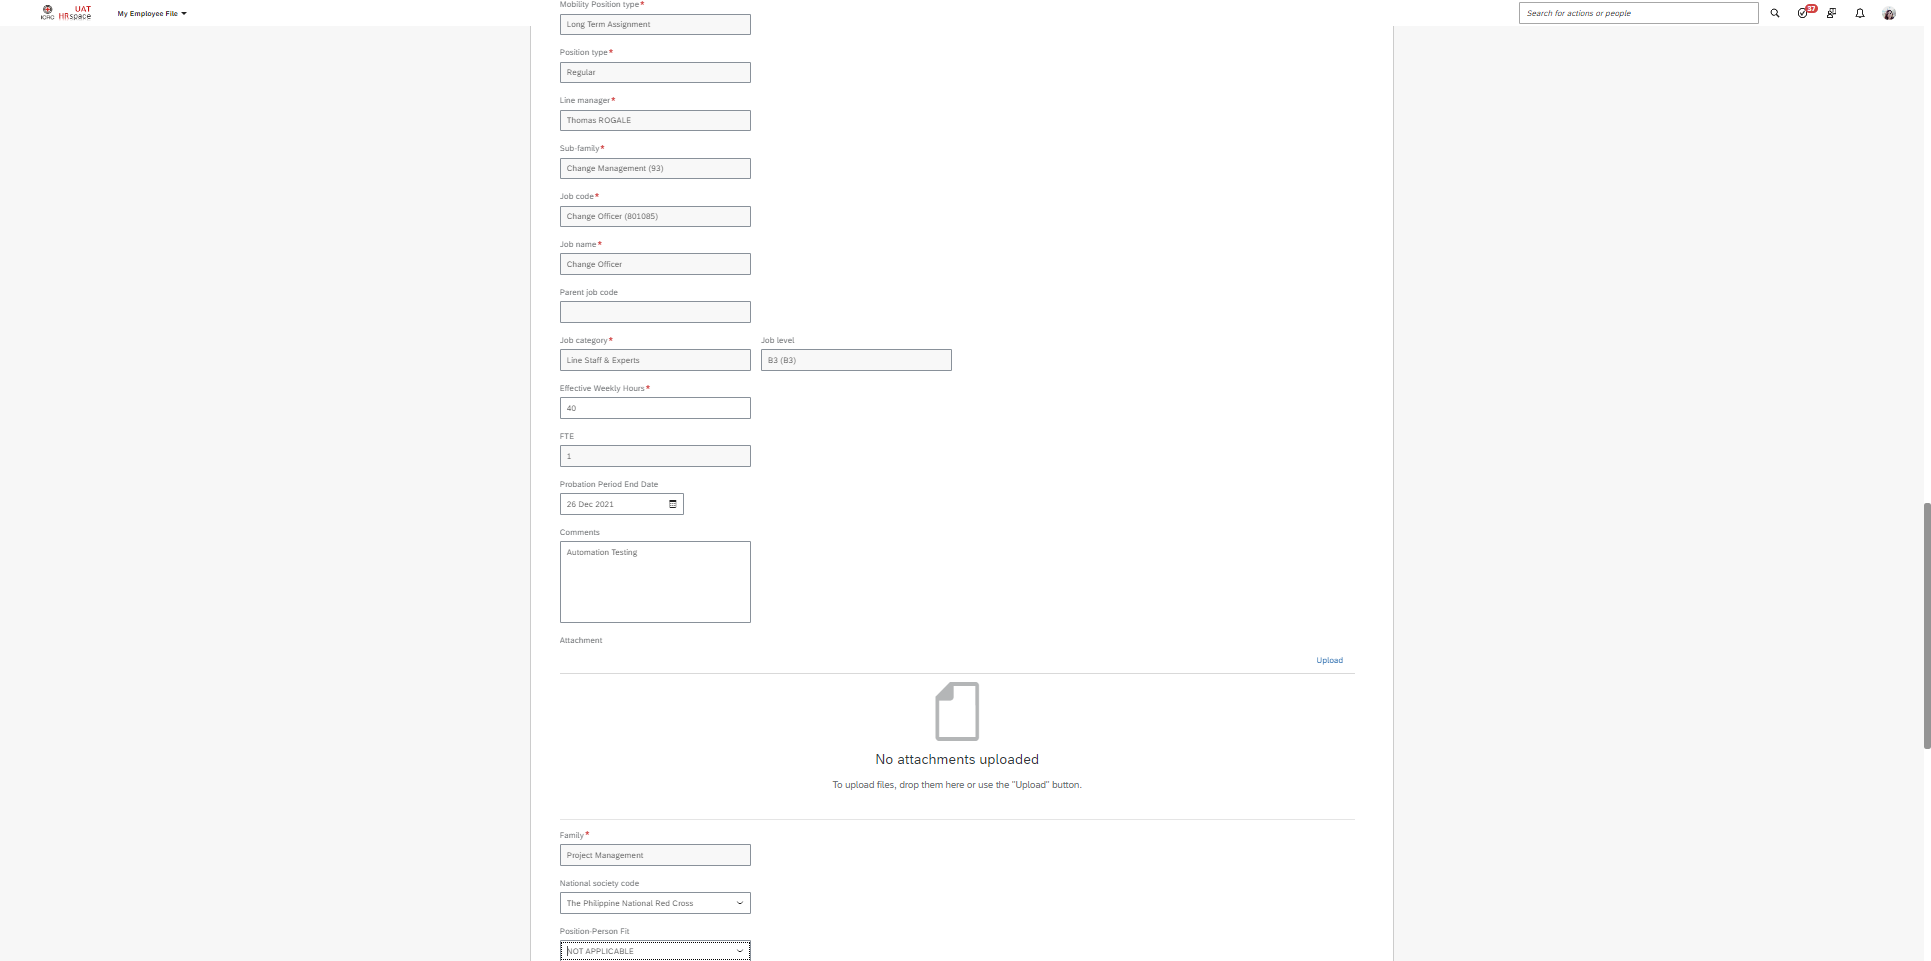 ICRC
UAT
HRspace
My Employee File
Search for actions or people
37
Mobility Position type*
Long Term Assignment
Position type*
Regular
Line manager*
Thomas ROGALE
Sub-family*
Change Management (93)
Job code*
Change Officer (801085)
Job name*
Change Officer
Parent job code
Job category*
Job level
Line Staff & Experts
B3 (B3)
Effective Weekly Hours*
40
FTE
1
Probation Period End Date
26 Dec 2021
Comments
Automation Testing
Attachment
Upload
No attachments uploaded
To upload files, drop them here or use the "Upload" button.
Family*
Project Management
National society code
The Philippine National Red Cross
Position-Person Fit
NOT APPLICABLE